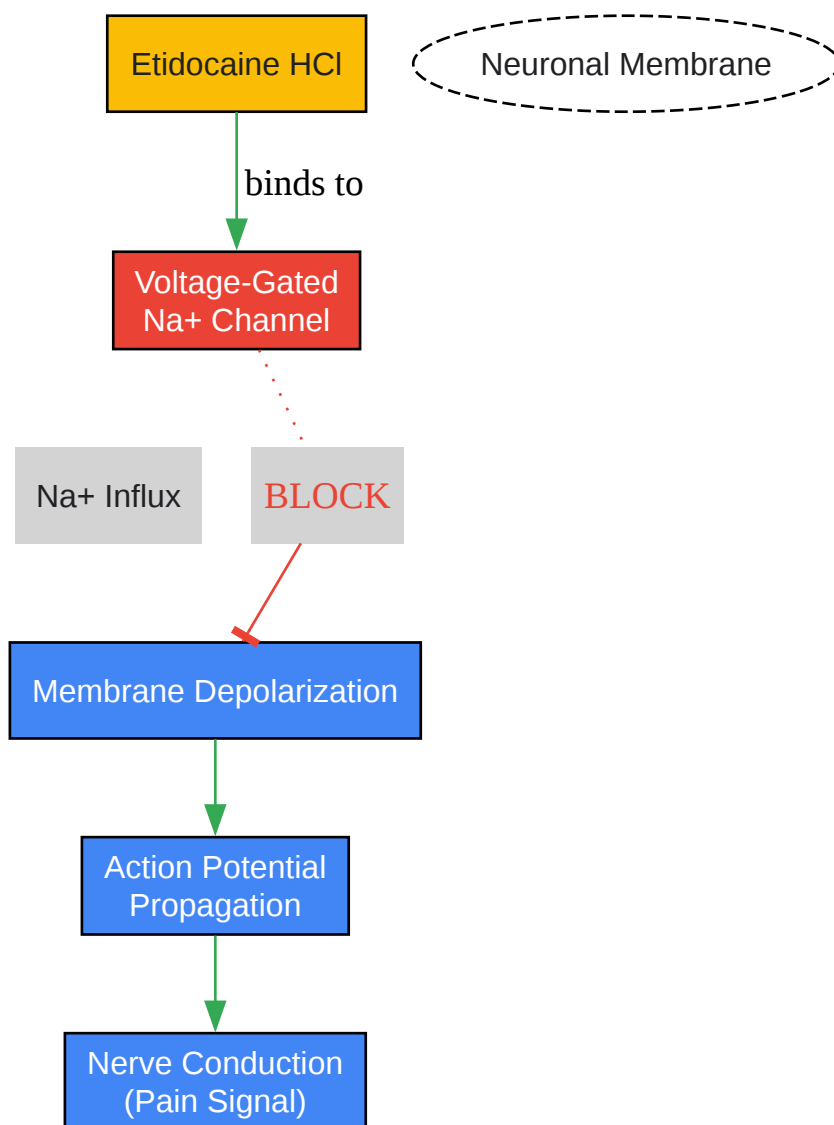 Etidocaine HCl
Neuronal Membrane
binds to
Voltage-Gated
Na+ Channel
Na+ Influx
BLOCK
Membrane Depolarization
Action Potential
Propagation
Nerve Conduction
(Pain Signal)